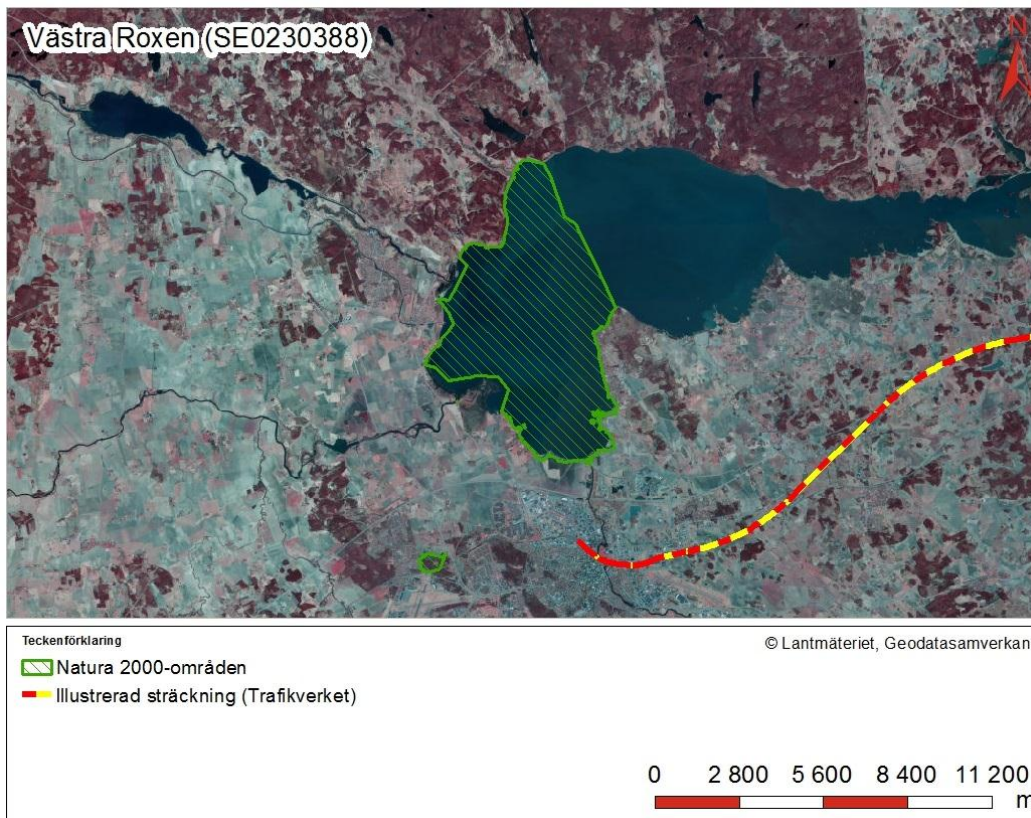 Västra Roxen (SE0230388)
N
Teckenförklaring
© Lantmäteriet, Geodatasamverkan
Natura 2000-områden
Illustrerad sträckning (Trafikverket)
0 2 800 5 600 8 400 11 200
m